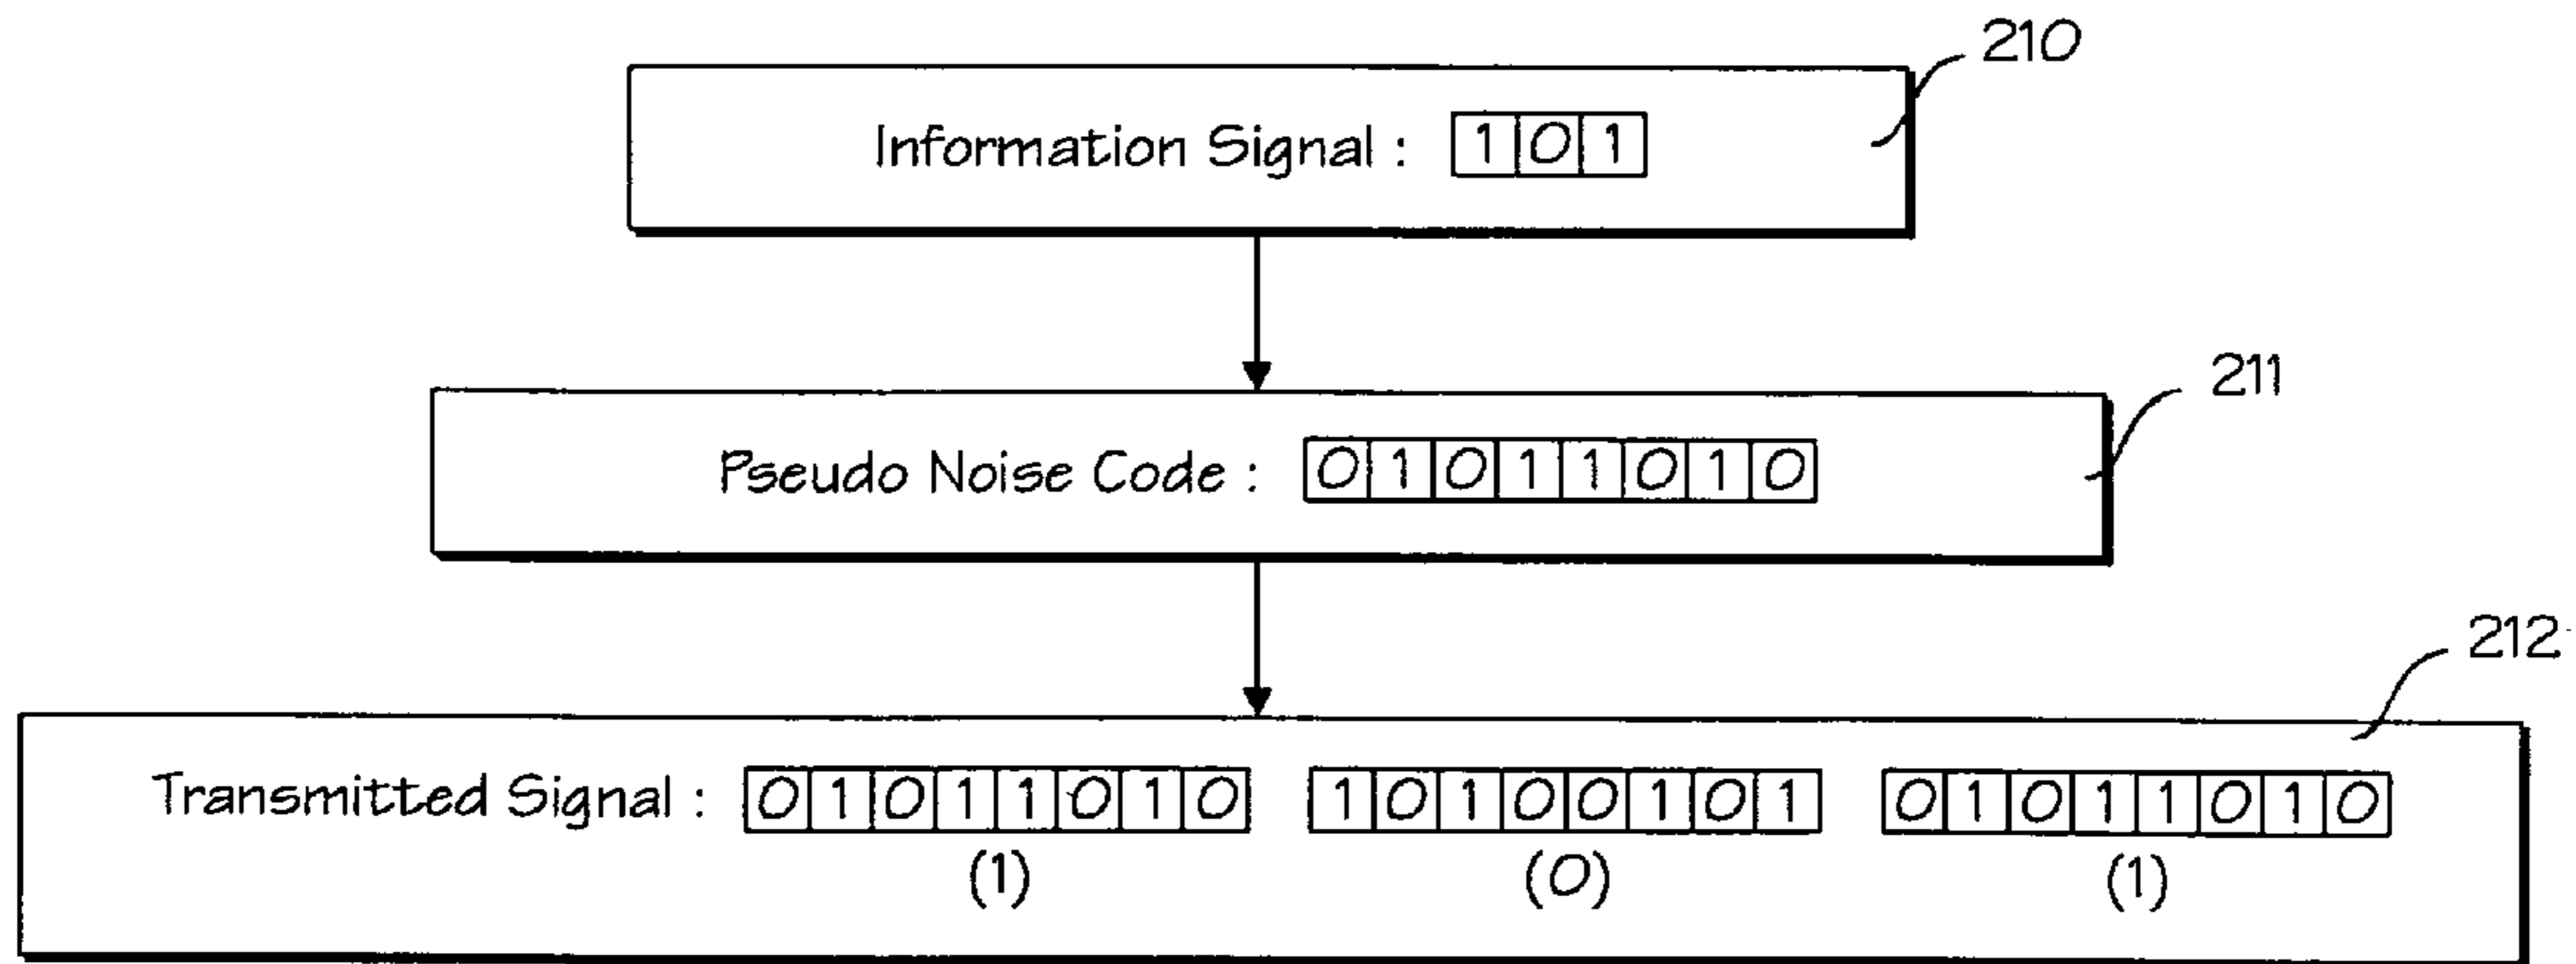 210
Information Signal : 1 0 1
211
Pseudo Noise Code : 0 1 0 1 1 0 1 0
212
Transmitted Signal : 0 1 0 1 1 0 1 0 1 0 1 0 0 1 0 1 0 1 0 1 1 0 1 0
(1) (0) (1)